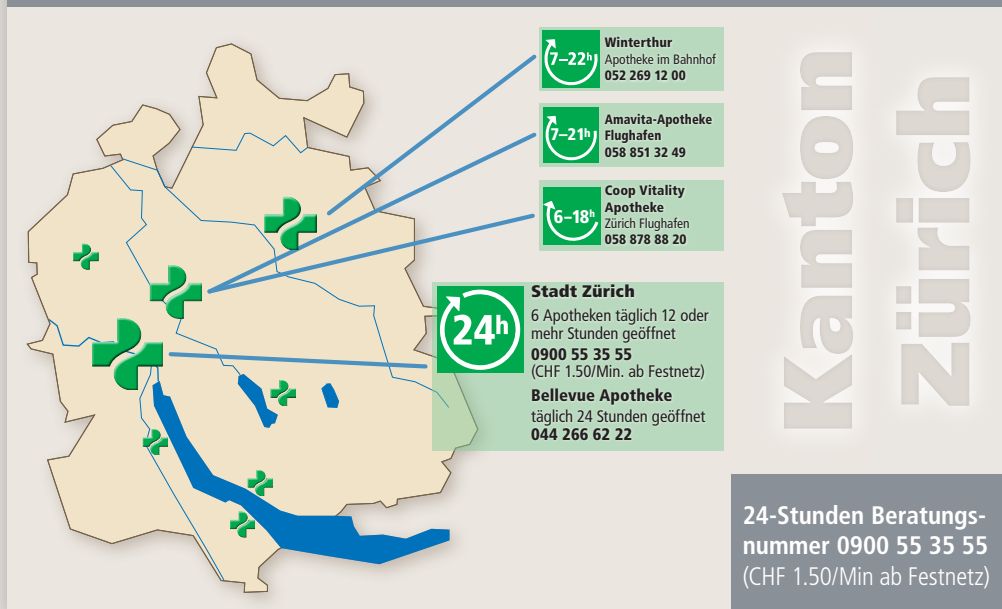 7–22h
Winterthur
Apotheke im Bahnhof
052 269 12 00
7–21h
Amavita-Apotheke
Flughafen
058 851 32 49
6–18h
Coop Vitality
Apotheke
Zürich Flughafen
058 878 88 20
24h
Stadt Zürich
6 Apotheken täglich 12 oder
mehr Stunden geöffnet
0900 55 35 55
(CHF 1.50/Min. ab Festnetz)
Bellevue Apotheke
täglich 24 Stunden geöffnet
044 266 62 22
Kanton
Zürich
24-Stunden Beratungs-
nummer 0900 55 35 55
(CHF 1.50/Min ab Festnetz)